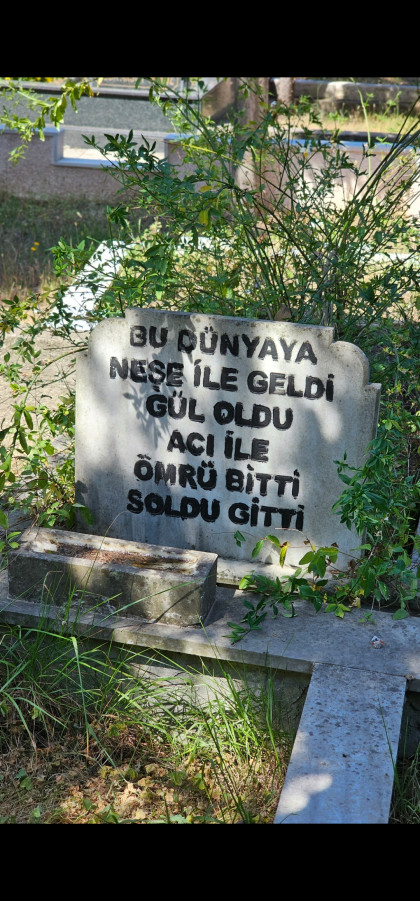 BU DÜNYAYA
NEŞE İLE GELDİ
GÜL OLDU
ACI İLE
ÖMRÜ BİTTİ
SOLDU GİTTİ